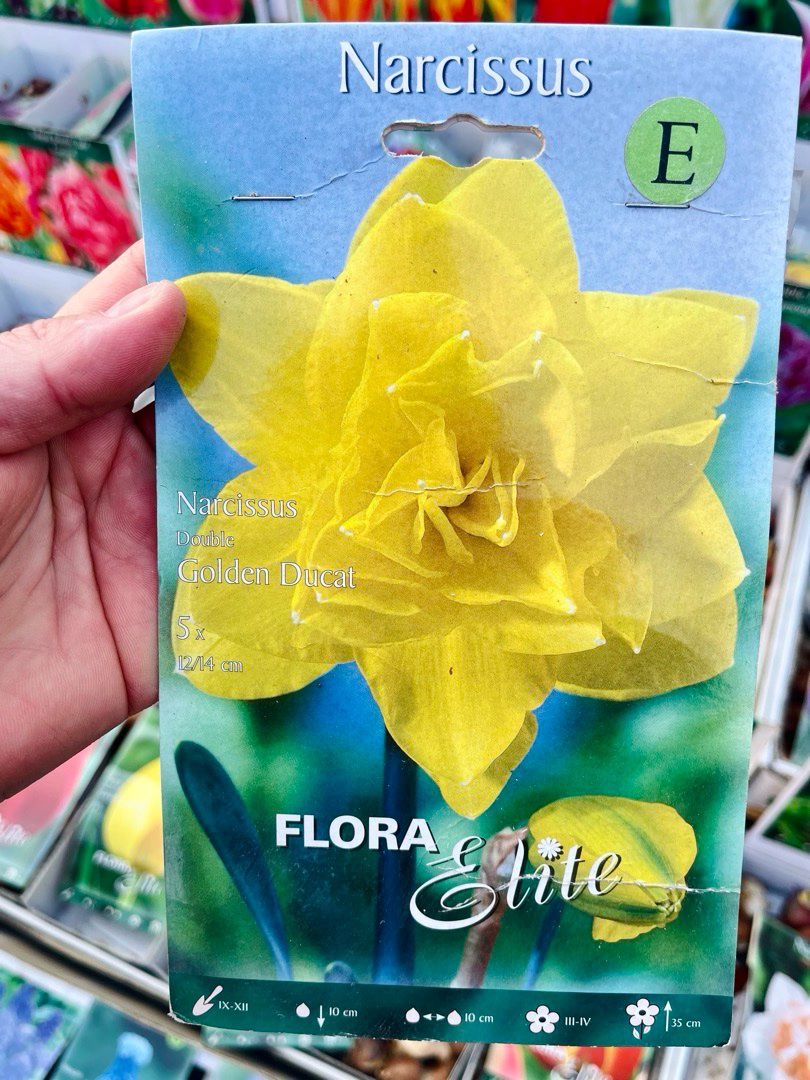 Narcissus
E
Narcissus
Double
Golden Ducat
5 x
12/14 cm
FLORA
Elite
IX-XII
10 cm
10 cm
III-IV
35 cm